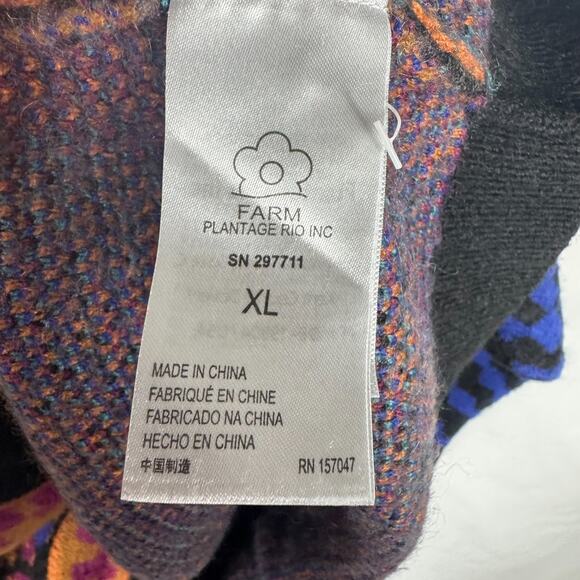 FARM
PLANTAGE RIO INC
SN 297711
XL
MADE IN CHINA
FABRIQUÉ EN CHINE
FABRICADO NA CHINA
HECHO EN CHINA
中国制造
RN 157047